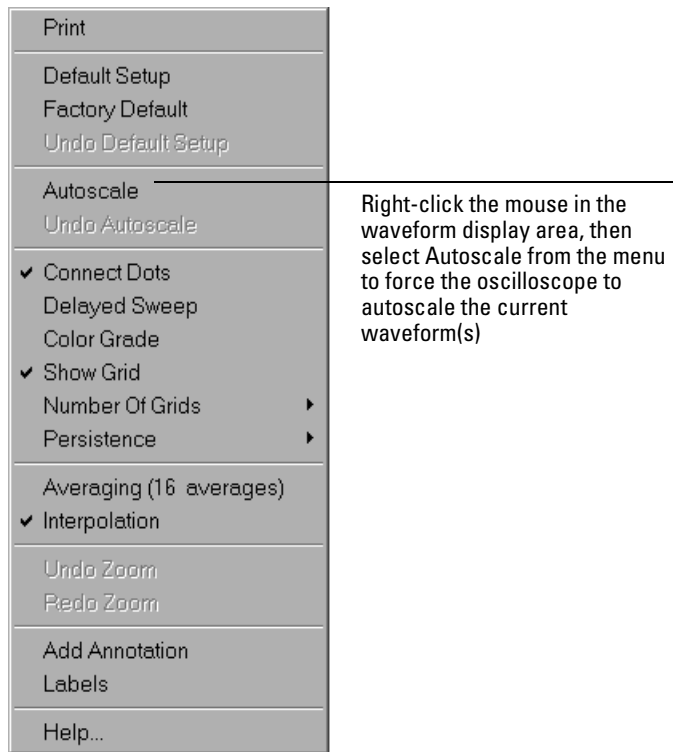 Print
Default Setup
Factory Default
Undo Default Setup
Autoscale
Undo Autoscale
Connect Dots
Delayed Sweep
Color Grade
Show Grid
Number Of Grids
Persistence
Averaging (16 averages)
Interpolation
Undo Zoom
Redo Zoom
Add Annotation
Labels
Help...
Right-click the mouse in the
waveform display area, then
select Autoscale from the menu
to force the oscilloscope to
autoscale the current
waveform(s)